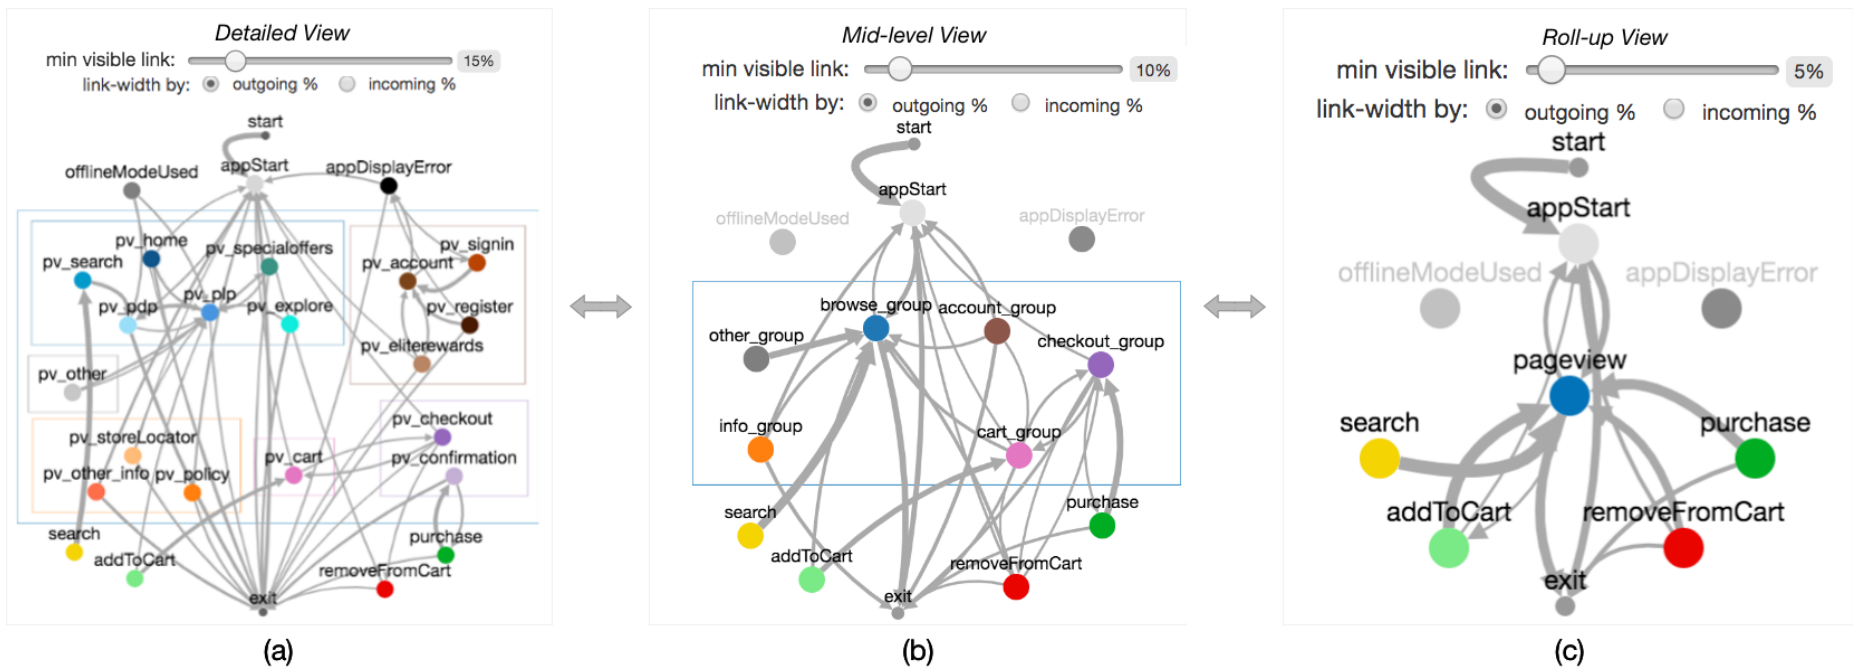 Detailed View
min visible link: 15%
link-width by: outgoing % incoming %
start
appStart
offlineModeUsed
appDisplayError
pv_home
pv_specialoffers
pv_signin
pv_search
pv_account
pv_pdp
pv_plp
pv_explore
pv_register
pv_eliterewards
pv_other
pv_checkout
pv_storeLocator
pv_cart
pv_confirmation
pv_other_info
pv_policy
search
purchase
addToCart
removeFromCart
exit
(a)
Mid-level View
min visible link: 10%
link-width by: outgoing % incoming %
start
appStart
offlineModeUsed
appDisplayError
browse_group
account_group
other_group
checkout_group
info_group
cart_group
search
purchase
addToCart
removeFromCart
exit
(b)
Roll-up View
min visible link: 5%
link-width by: outgoing % incoming %
start
appStart
offlineModeUsed
appDisplayError
pageview
search
purchase
addToCart
removeFromCart
exit
(c)